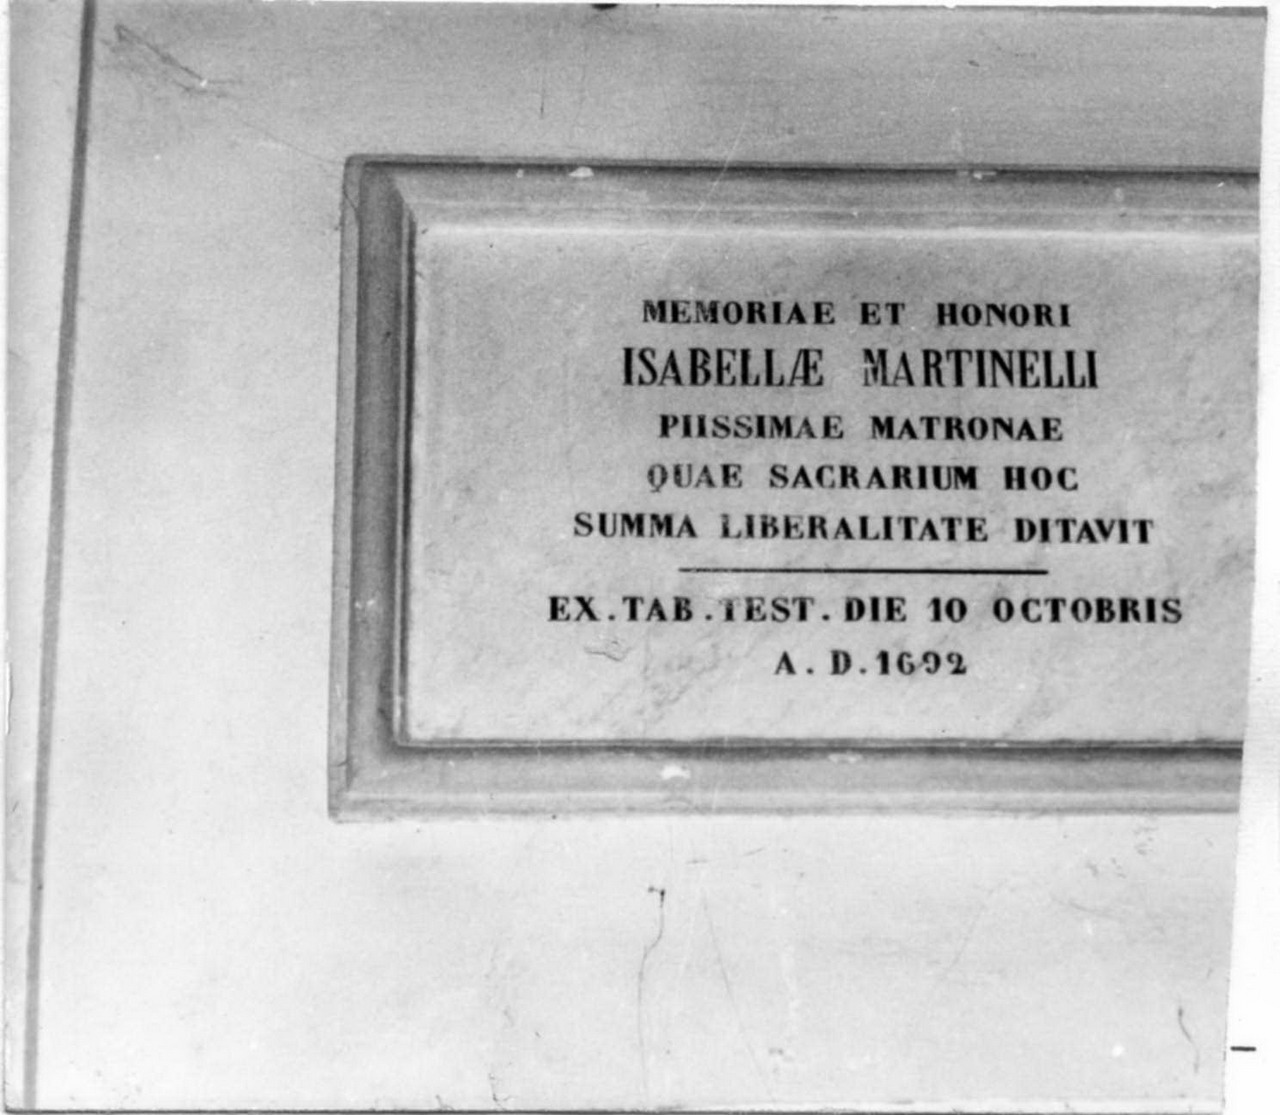 MEMORIAE ET HONORI
ISABELLÆ MARTINELLI
PIISSIMAE MATRONAE
QUAE SACRARIUM HOC
SUMMA LIBERALITATE DITAVIT
EX . TAB . TEST . DIE 10 OCTOBRIS
A . D . 1692